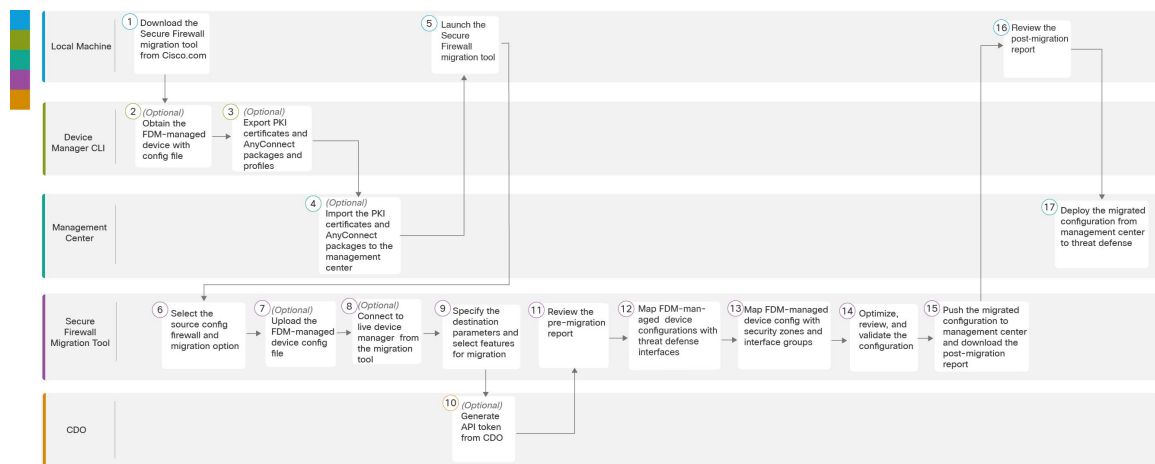 Local Machine
1
Download the
Secure Firewall
migration tool
from Cisco.com
5
Launch the
Secure
Firewall
migration tool
16
Review the
post-migration
report
Device
Manager CLI
2
(Optional)
Obtain the
FDM-managed
device with
config file
3
(Optional)
Export PKI
certificates and
AnyConnect
packages and
profiles
Management
Center
4
(Optional)
Import the PKI
certificates and
AnyConnect
packages to the
management
center
17
Deploy the migrated
configuration from
management center
to threat defense
Secure
Firewall
Migration Tool
6
Select the
source config
firewall and
migration option
7
(Optional)
Upload the
FDM-managed
device config
file
8
(Optional)
Connect to
live device
manager from
the migration
tool
9
Specify the
destination
parameters and
select features
for migration
11
Review the
pre-migration
report
12
Map FDM-man-
aged device
configurations with
threat defense
interfaces
13
Map FDM-managed
device config with
security zones and
interface groups
14
Optimize,
review, and
validate the
configuration
15
Push the migrated
configuration to
management center
and download the
post-migration
report
CDO
10
(Optional)
Generate
API token
from CDO